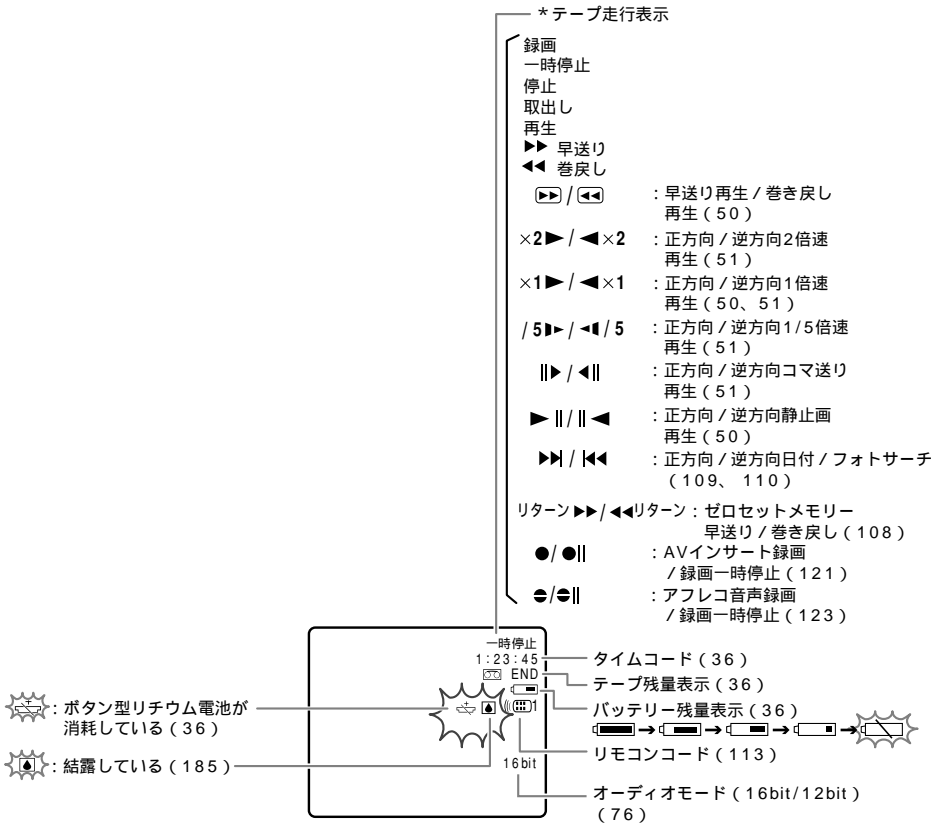 *テープ走行表示
録画
一時停止
停止
取出し
再生
▶▶ 早送り
◀◀ 巻戻し
▶▶ / ◀◀ : 早送り再生 / 巻き戻し
再生(50)
×2▶ / ◀×2 : 正方向 / 逆方向2倍速
再生(51)
×1▶ / ◀×1 : 正方向 / 逆方向1倍速
再生(50、51)
/5▮▶ / ◀▮/5 : 正方向 / 逆方向1/5倍速
再生(51)
||▶ / ◀|| : 正方向 / 逆方向コマ送り
再生(51)
▶|| / ||◀ : 正方向 / 逆方向静止画
再生(50)
▶▶| / |◀◀ : 正方向 / 逆方向日付 / フォトサーチ
(109、 110)
リターン ▶▶ / ◀◀リターン : ゼロセットメモリー
早送り / 巻き戻し(108)
●/ ●|| : AVインサート録画
/ 録画一時停止(121)
: アフレコ音声録画
/ 録画一時停止(123)
一時停止
1:23:45
END
1
16bit
タイムコード(36)
テープ残量表示(36)
バッテリー残量表示(36)
→ → → →
リモコンコード(113)
オーディオモード(16bit/12bit)
(76)
: ボタン型リチウム電池が
消耗している(36)
: 結露している(185)